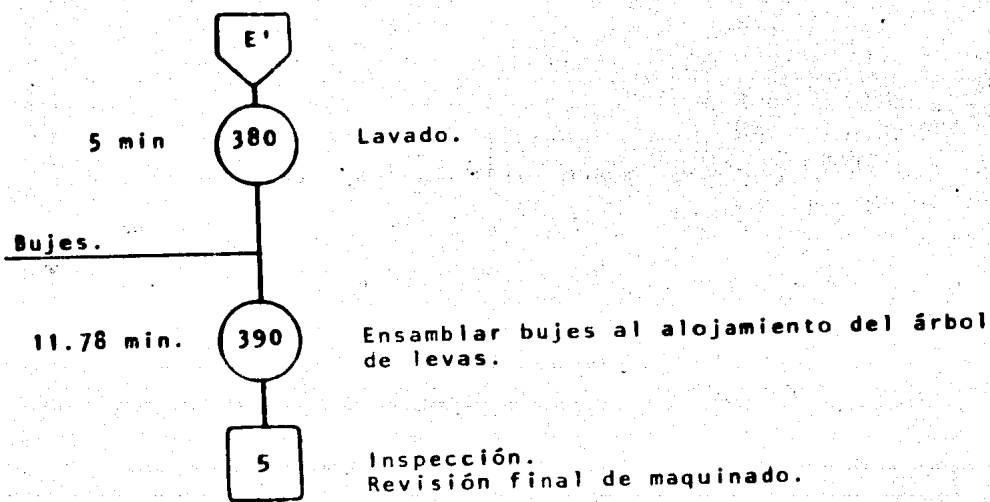 E'
5 min 380 Lavado.
Bujes.
11.78 min. 390 Ensamblar bujes al alojamiento del árbol
de levas.
5 Inspección.
Revisión final de maquinado.